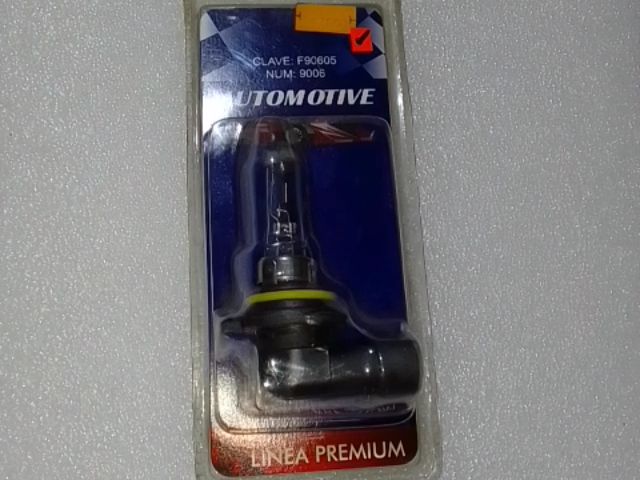 CLAVE: F90605
NUM: 9006
UTOMOTIVE
LINEA PREMIUM